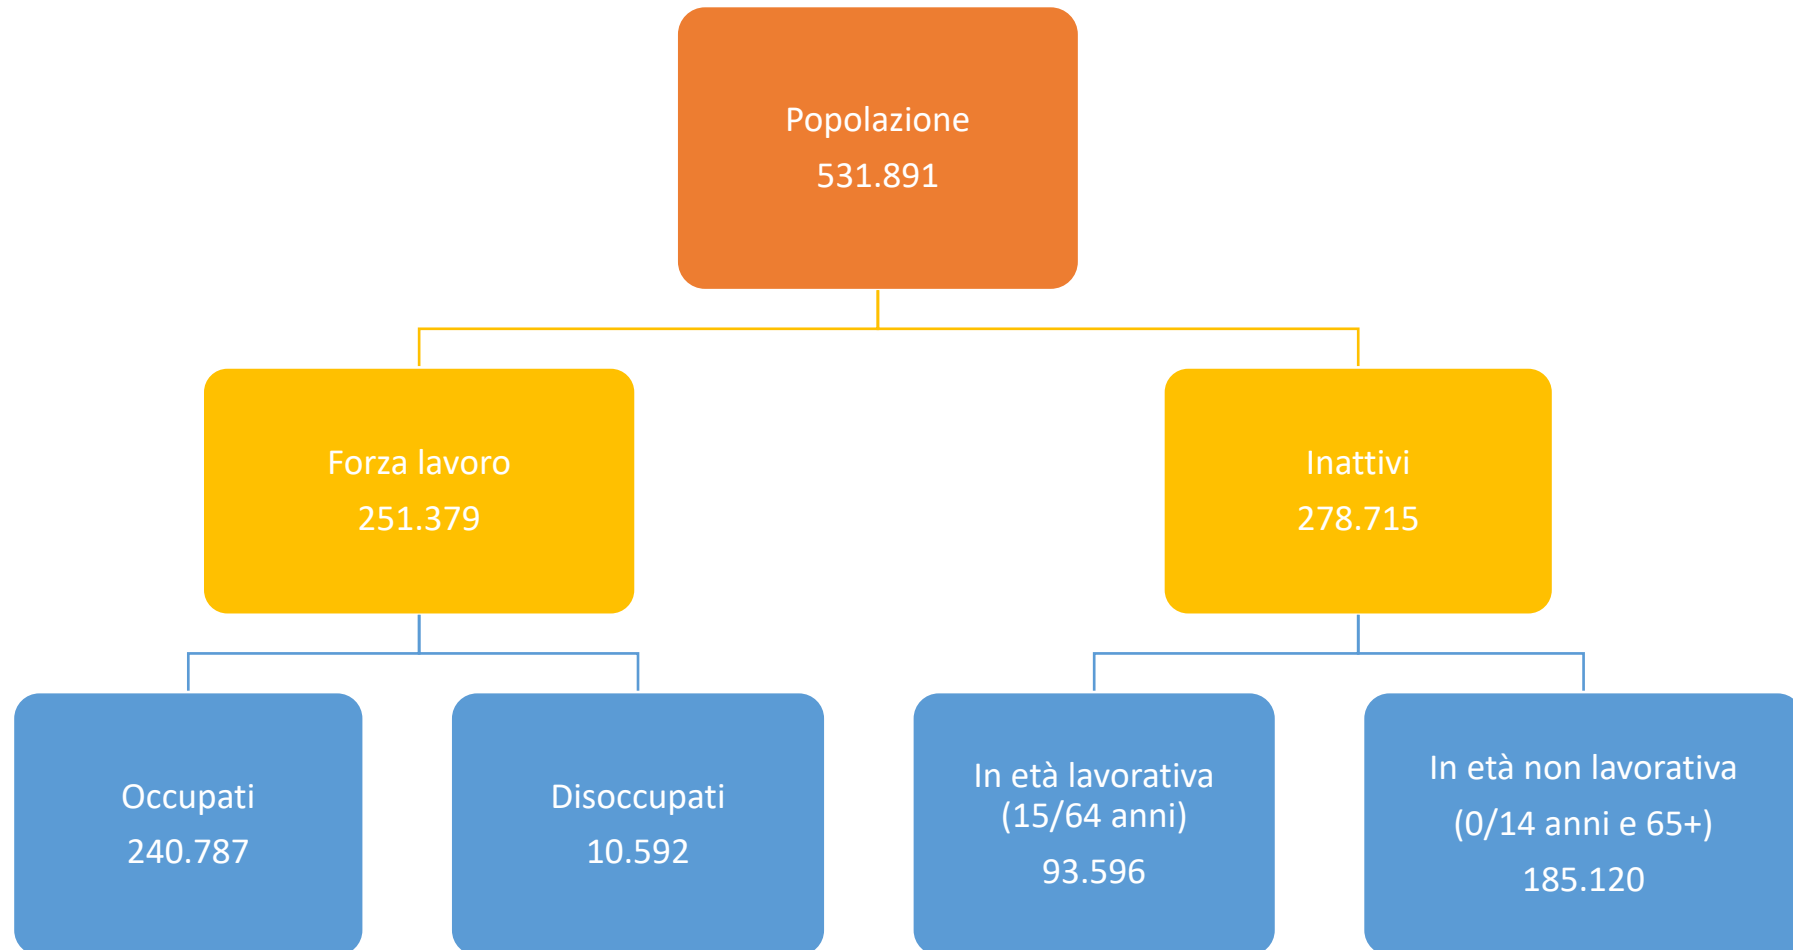 Popolazione
531.891
Forza lavoro
251.379
Inattivi
278.715
Occupati
240.787
Disoccupati
10.592
In età lavorativa
(15/64 anni)
93.596
In età non lavorativa
(0/14 anni e 65+)
185.120